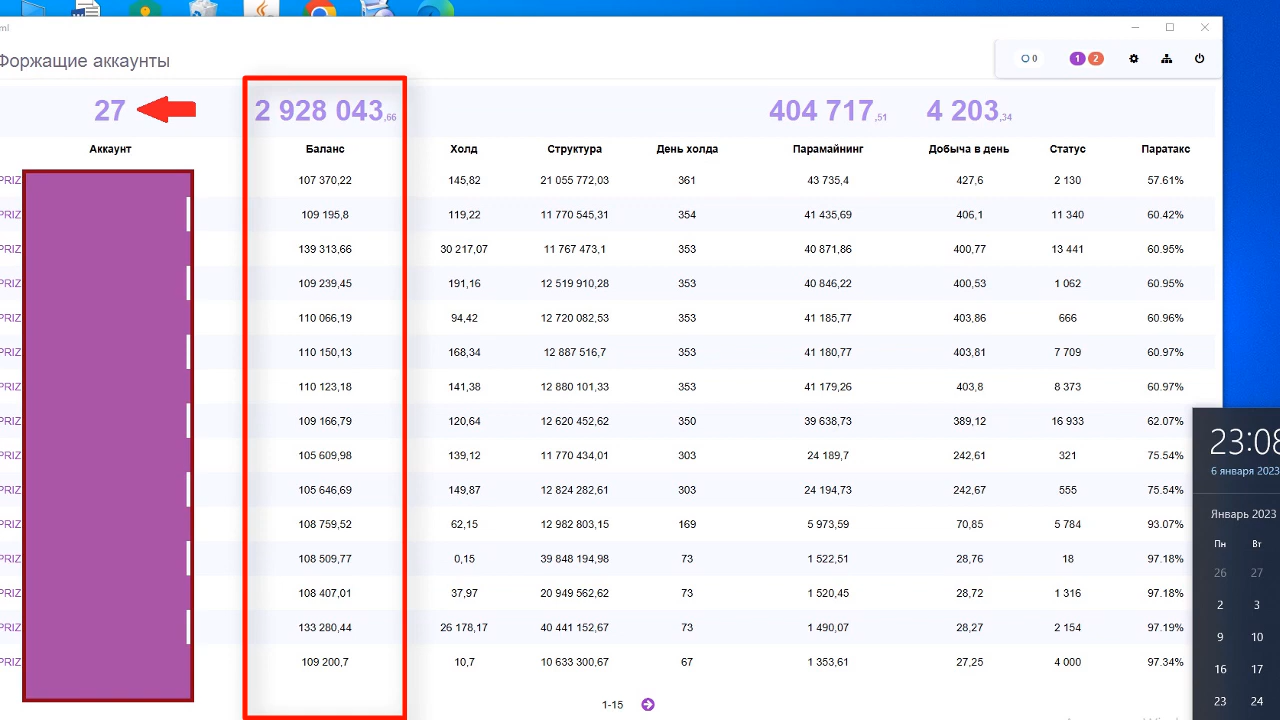 ml
Форжащие аккаунты
0 1 2
27 2 928 043,66 404 717,51 4 203,34
Аккаунт Баланс Холд Структура День холда Парамайнинг Добыча в день Статус Паратакс
PRIZ 107 370,22 145,82 21 055 772,03 361 43 735,4 427,6 2 130 57.61%
PRIZ 109 195,8 119,22 11 770 545,31 354 41 435,69 406,1 11 340 60.42%
PRIZ 139 313,66 30 217,07 11 767 473,1 353 40 871,86 400,77 13 441 60.95%
PRIZ 109 239,45 191,16 12 519 910,28 353 40 846,22 400,53 1 062 60.95%
PRIZ 110 066,19 94,42 12 720 082,53 353 41 185,77 403,86 666 60.96%
PRIZ 110 150,13 168,34 12 887 516,7 353 41 180,77 403,81 7 709 60.97%
PRIZ 110 123,18 141,38 12 880 101,33 353 41 179,26 403,8 8 373 60.97%
PRIZ 109 166,79 120,64 12 620 452,62 350 39 638,73 389,12 16 933 62.07%
PRIZ 105 609,98 139,12 11 770 434,01 303 24 189,7 242,61 321 75.54%
PRIZ 105 646,69 149,87 12 824 282,61 303 24 194,73 242,67 555 75.54%
PRIZ 108 759,52 62,15 12 982 803,15 169 5 973,59 70,85 5 784 93.07%
PRIZ 108 509,77 0,15 39 848 194,98 73 1 522,51 28,76 18 97.18%
PRIZ 108 407,01 37,97 20 949 562,62 73 1 520,45 28,72 1 316 97.18%
PRIZ 133 280,44 26 178,17 40 441 152,67 73 1 490,07 28,27 2 154 97.19%
PRIZ 109 200,7 10,7 10 633 300,67 67 1 353,61 27,25 4 000 97.34%
1-15
23:08
6 января 2023
Январь 2023
Пн Вт
26 27
2 3
9 10
16 17
23 24